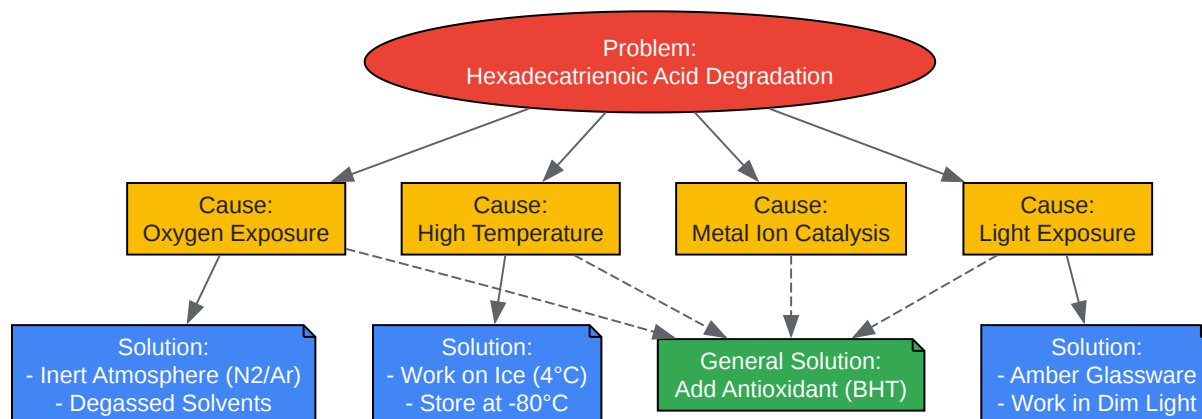 Problem:
Hexadecatrienoic Acid Degradation
Cause:
Oxygen Exposure
Cause:
High Temperature
Cause:
Metal Ion Catalysis
Cause:
Light Exposure
Solution:
- Inert Atmosphere (N2/Ar)
- Degassed Solvents
Solution:
- Work on Ice (4°C)
- Store at -80°C
General Solution:
Add Antioxidant (BHT)
Solution:
- Amber Glassware
- Work in Dim Light